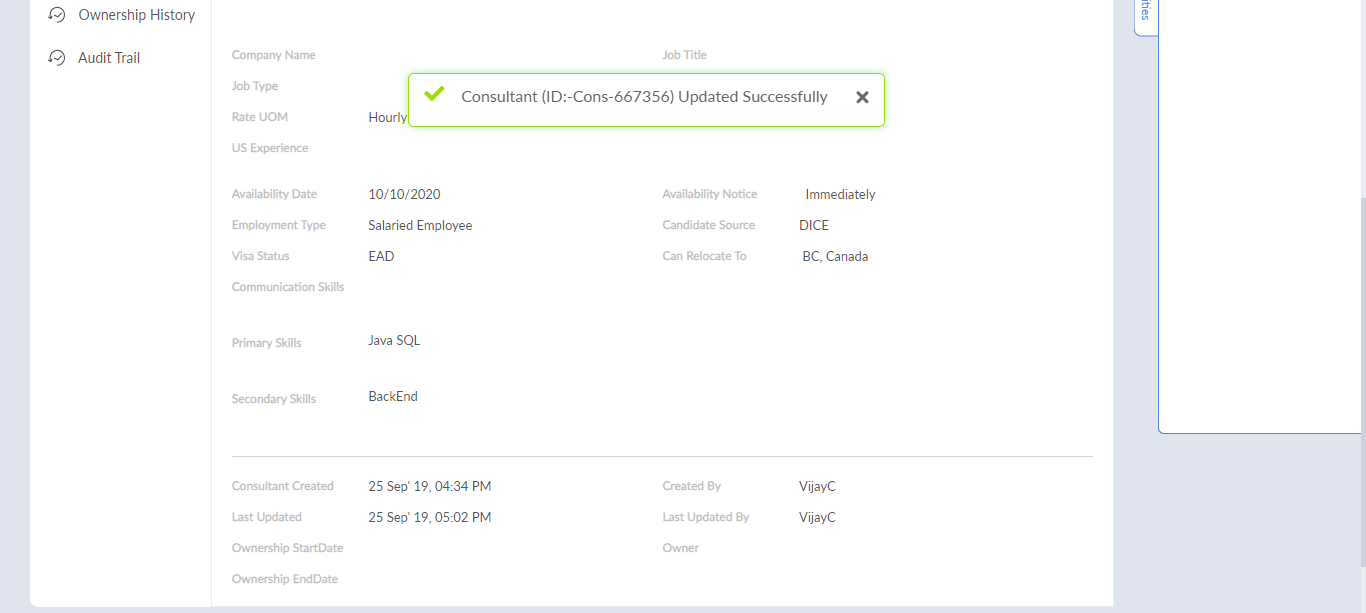 Ownership History
ities
Audit Trail
Company Name Job Title
Job Type
Consultant (ID:-Cons-667356) Updated Successfully
Rate UOM Hourly
US Experience
Availability Date 10/10/2020 Availability Notice Immediately
Employment Type Salaried Employee Candidate Source DICE
Visa Status EAD Can Relocate To BC, Canada
Communication Skills
Primary Skills Java SQL
Secondary Skills BackEnd
Consultant Created 25 Sep' 19, 04:34 PM Created By VijayC
Last Updated 25 Sep' 19, 05:02 PM Last Updated By VijayC
Ownership StartDate Owner
Ownership EndDate